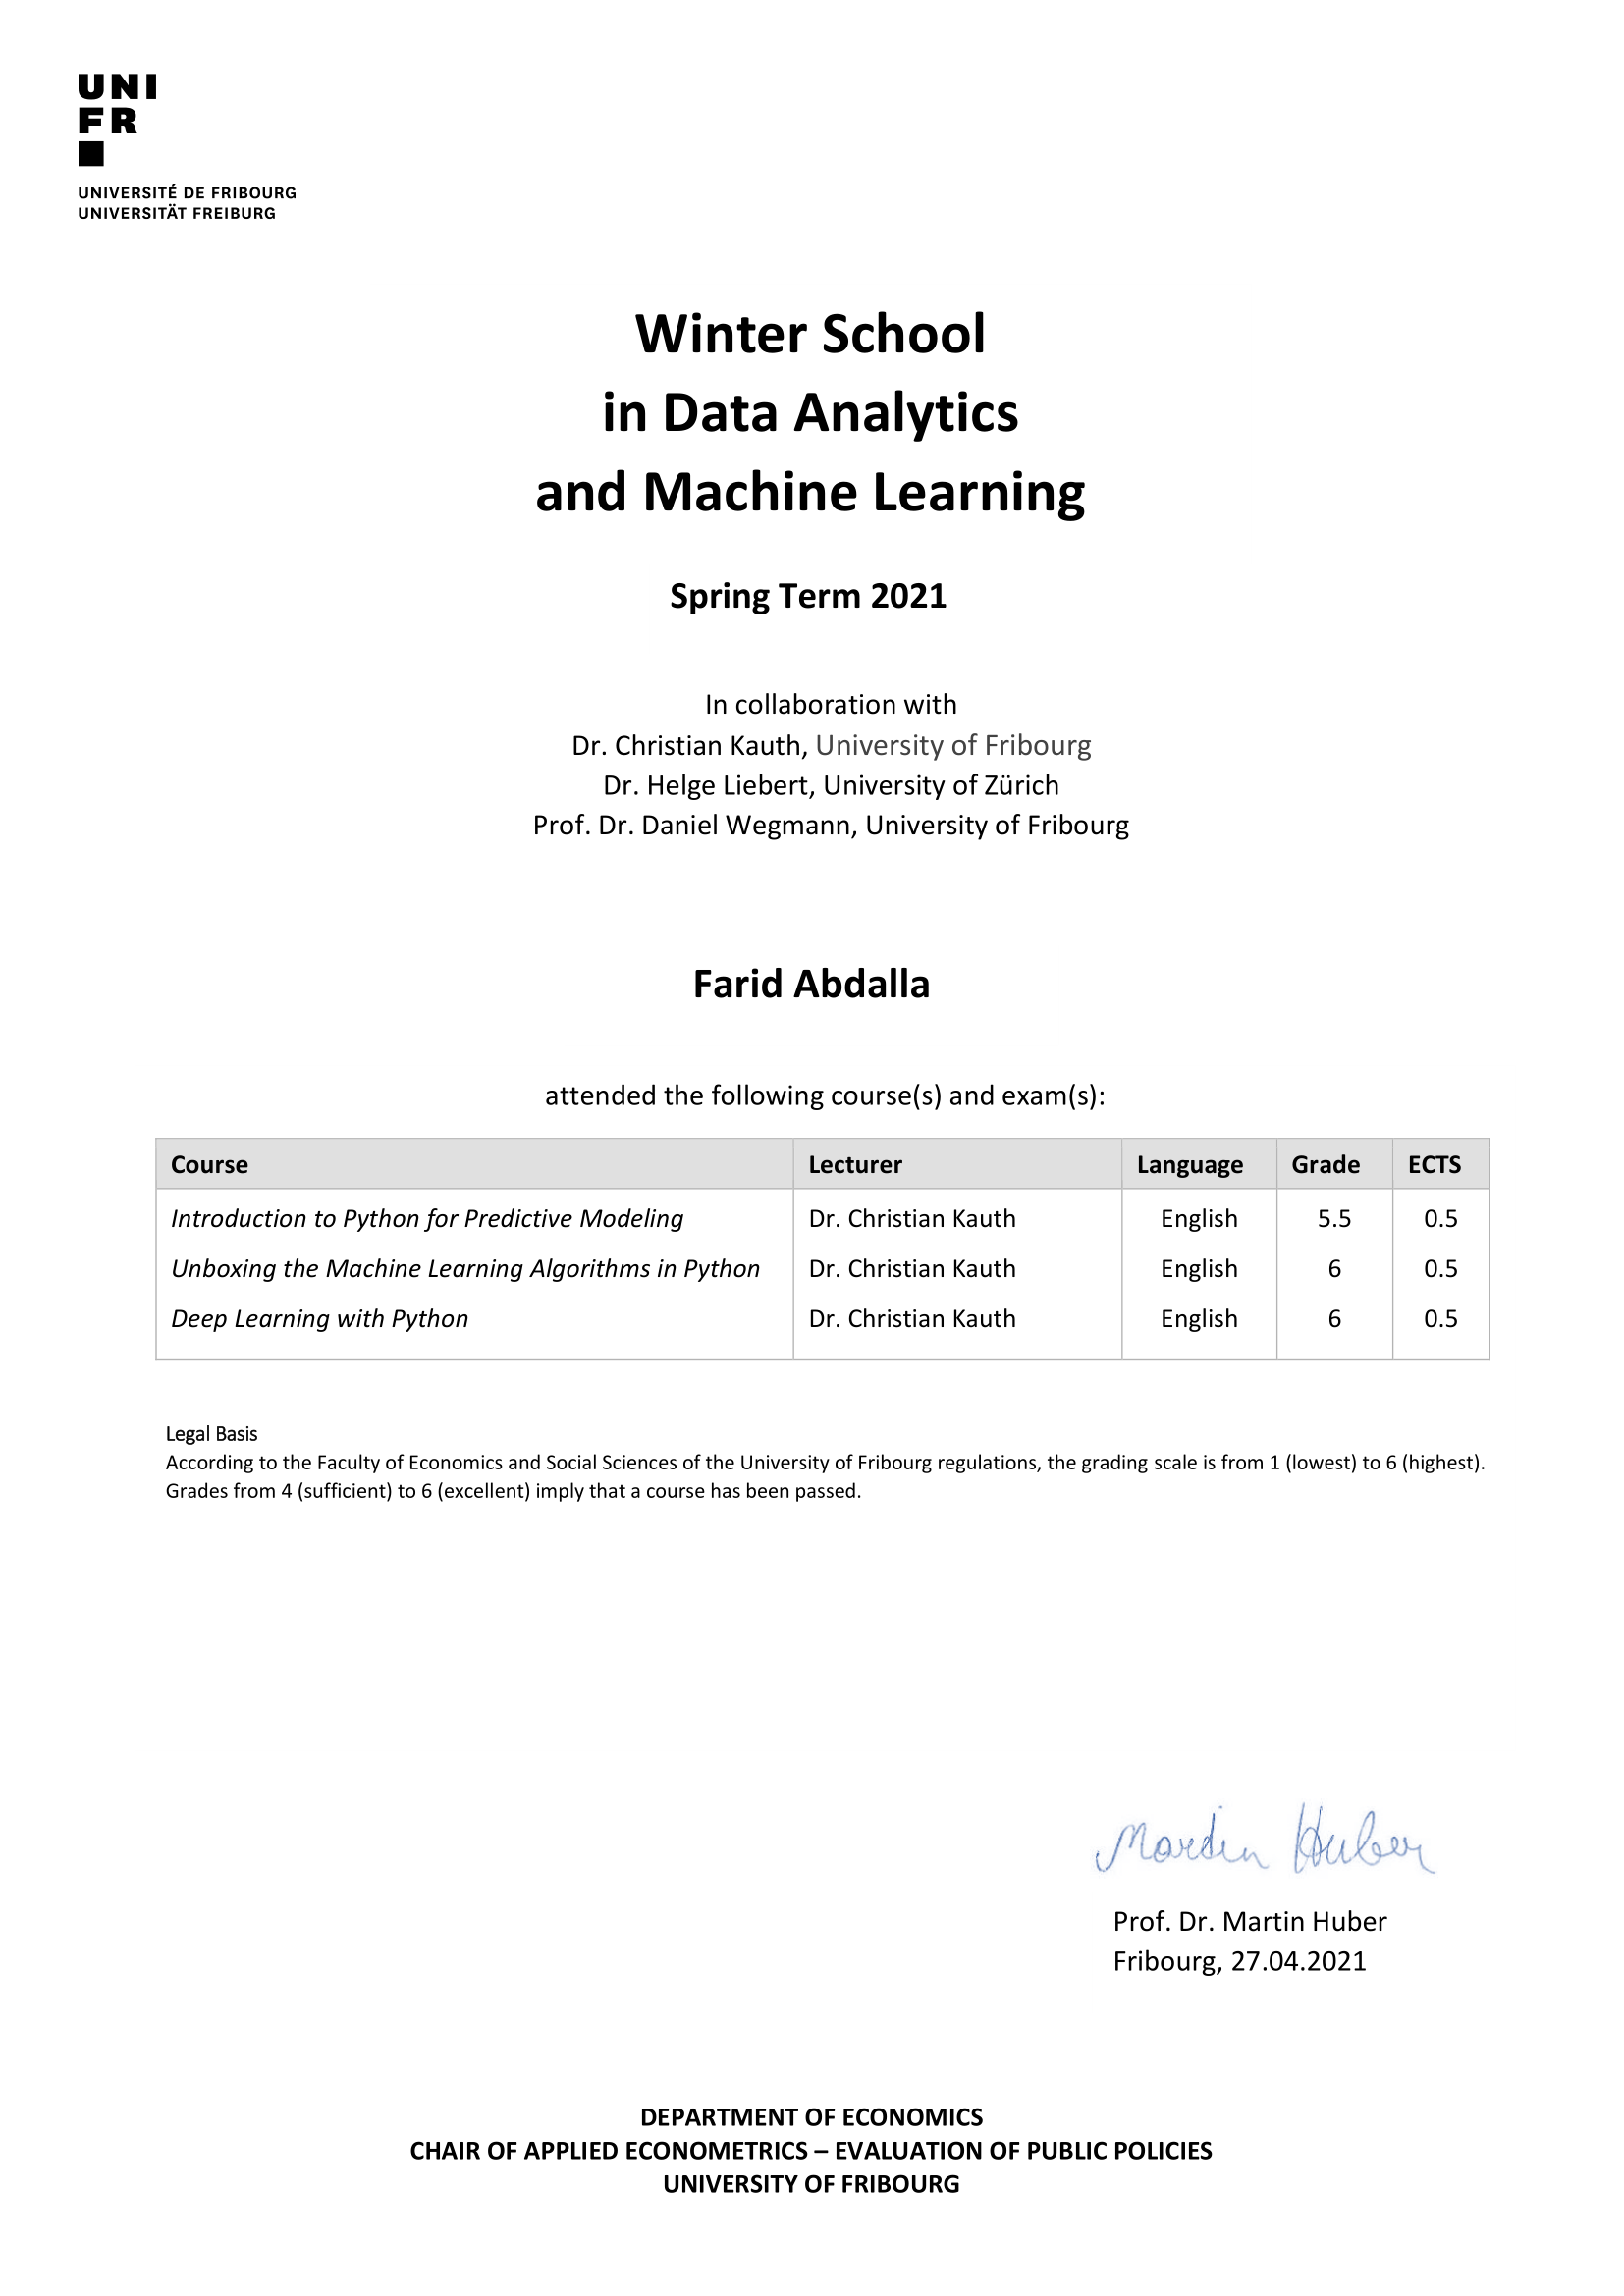 UNI
FR
UNIVERSITÉ DE FRIBOURG
UNIVERSITÄT FREIBURG
Winter School
in Data Analytics
and Machine Learning
Spring Term 2021
In collaboration with
Dr. Christian Kauth, University of Fribourg
Dr. Helge Liebert, University of Zürich
Prof. Dr. Daniel Wegmann, University of Fribourg
Farid Abdalla
attended the following course(s) and exam(s):
Course Lecturer Language Grade ECTS
Introduction to Python for Predictive Modeling Dr. Christian Kauth English 5.5 0.5
Unboxing the Machine Learning Algorithms in Python Dr. Christian Kauth English 6 0.5
Deep Learning with Python Dr. Christian Kauth English 6 0.5
Legal Basis
According to the Faculty of Economics and Social Sciences of the University of Fribourg regulations, the grading scale is from 1 (lowest) to 6 (highest).
Grades from 4 (sufficient) to 6 (excellent) imply that a course has been passed.
Martin Huber
Prof. Dr. Martin Huber
Fribourg, 27.04.2021
DEPARTMENT OF ECONOMICS
CHAIR OF APPLIED ECONOMETRICS – EVALUATION OF PUBLIC POLICIES
UNIVERSITY OF FRIBOURG